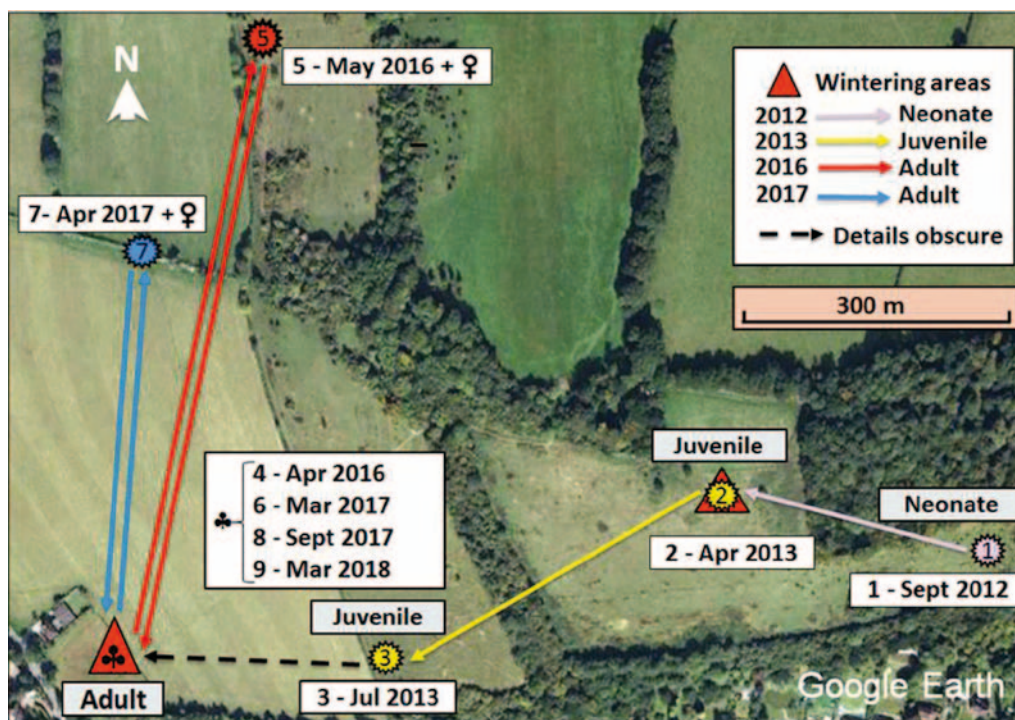 5
N
5 - May 2016 + ♀
Wintering areas
2012 Neonate
2013 Juvenile
2016 Adult
2017 Adult
Details obscure
7- Apr 2017 + ♀
7
300 m
Juvenile
4 - Apr 2016
6 - Mar 2017
♣ 8 - Sept 2017
9 - Mar 2018
2
Neonate
1
2 - Apr 2013
1 - Sept 2012
Juvenile
3
♣
Adult
3 - Jul 2013
Google Earth